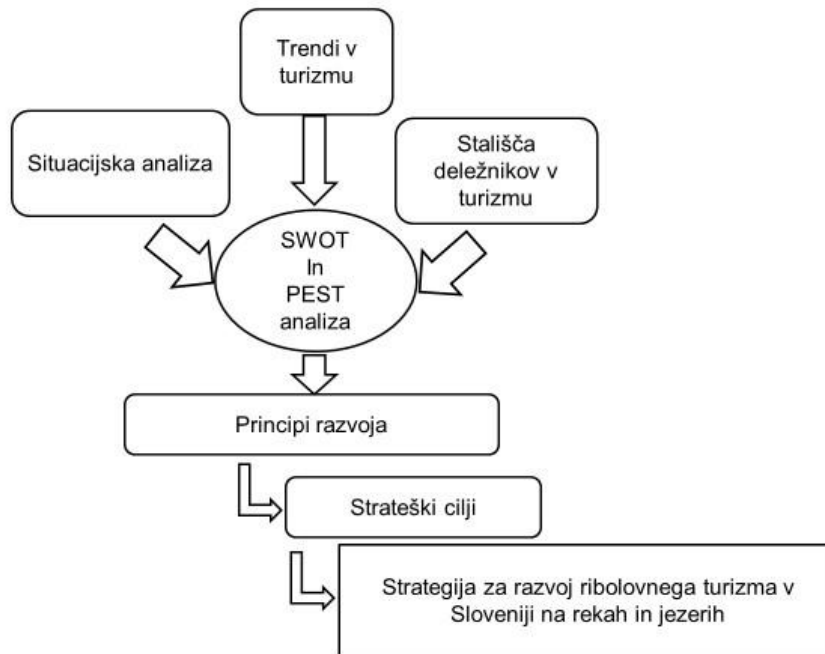 Trendi v
turizmu
Situacijska analiza
Stališča
deležnikov v
turizmu
SWOT
In
PEST
analiza
Principi razvoja
Strateški cilji
Strategija za razvoj ribolovnega turizma v
Sloveniji na rekah in jezerih